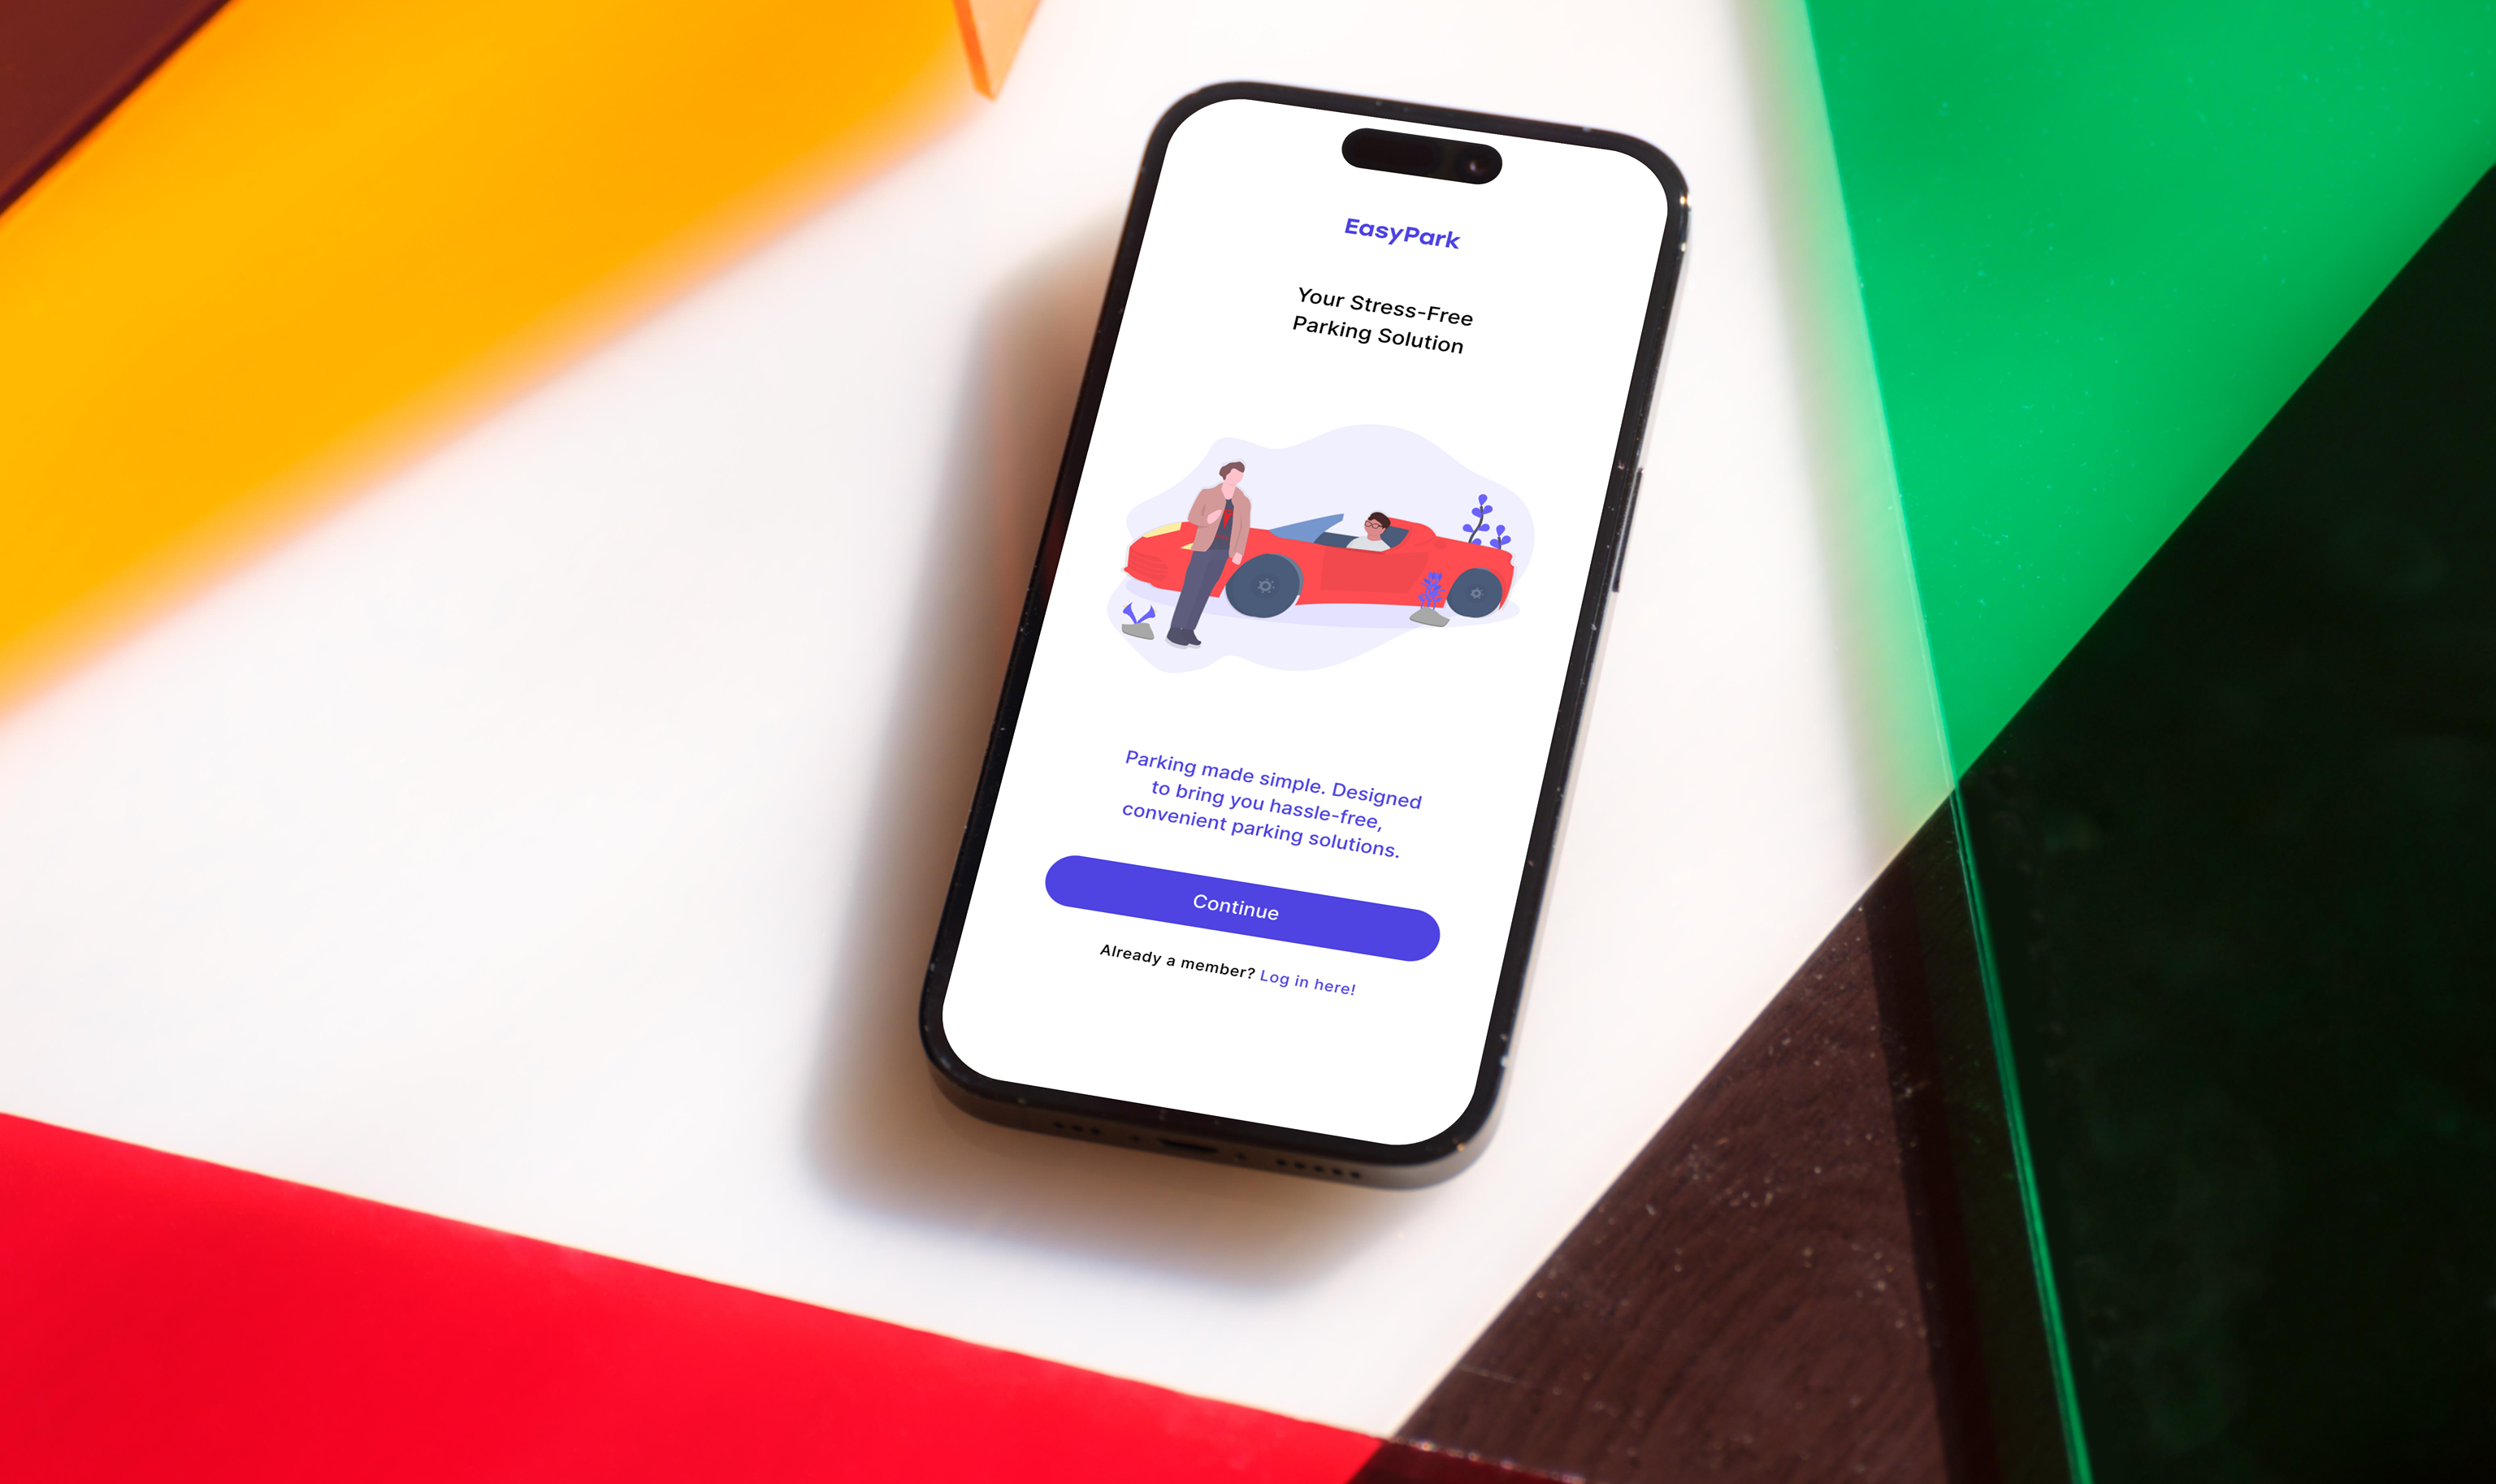 EasyPark
Your Stress-Free
Parking Solution
Parking made simple. Designed
to bring you hassle-free,
convenient parking solutions.
Continue
Already a member? Log in here!